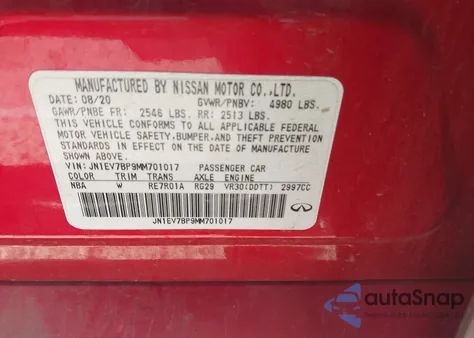 MANUFACTURED BY NISSAN MOTOR CO.,LTD.
DATE: 08/20 GVWR/PNBV: 4980 LBS.
GAWR/PNBE FR: 2546 LBS. RR: 2513 LBS.
THIS VEHICLE CONFORMS TO ALL APPLICABLE FEDERAL
MOTOR VEHICLE SAFETY,BUMPER,AND THEFT PREVENTION
STANDARDS IN EFFECT ON THE DATE OF MANUFACTURE
SHOWN ABOVE.
VIN: JN1EV7BP9MM701017 PASSENGER CAR
COLOR TRIM TRANS AXLE ENGINE
NBA W RE7R01A RG29 VR30(DDTT) 2997CC
JN1EV7BP9MM701017
INFINITI
autoSnap